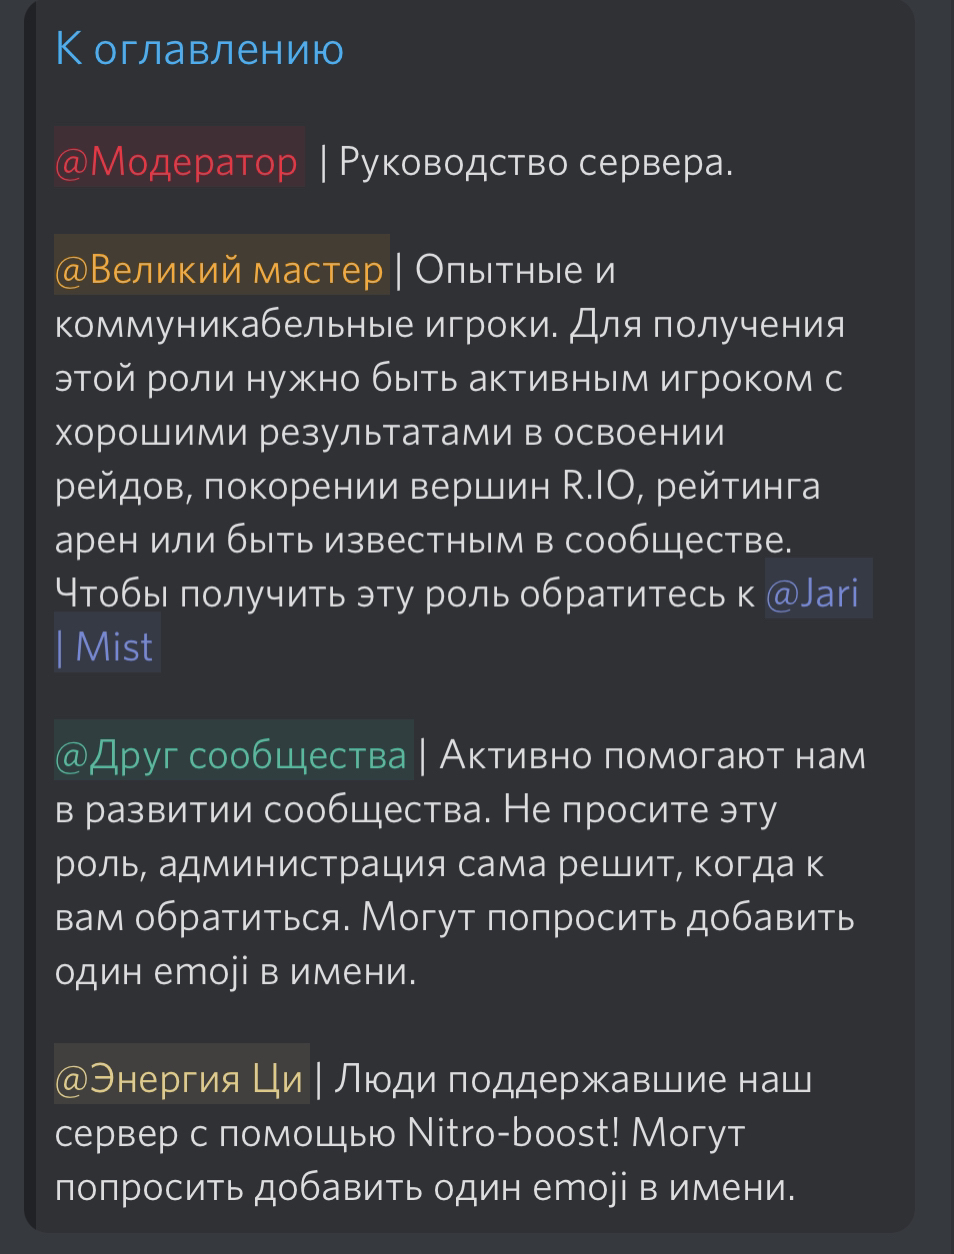 К оглавлению
@Модератор | Руководство сервера.
@Великий мастер | Опытные и
коммуникабельные игроки. Для получения
этой роли нужно быть активным игроком с
хорошими результатами в освоении
рейдов, покорении вершин R.IO, рейтинга
арен или быть известным в сообществе.
Чтобы получить эту роль обратитесь к @Jari
| Mist
@Друг сообщества | Активно помогают нам
в развитии сообщества. Не просите эту
роль, администрация сама решит, когда к
вам обратиться. Могут попросить добавить
один emoji в имени.
@Энергия Ци | Люди поддержавшие наш
сервер с помощью Nitro-boost! Могут
попросить добавить один emoji в имени.